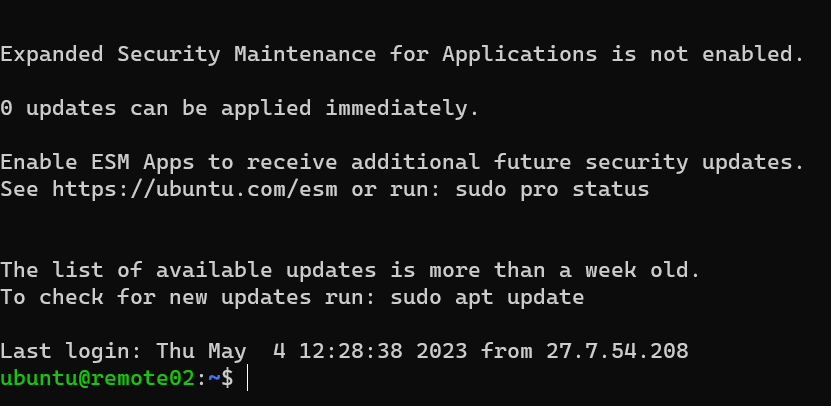 Expanded Security Maintenance for Applications is not enabled.
0 updates can be applied immediately.
Enable ESM Apps to receive additional future security updates.
See https://ubuntu.com/esm or run: sudo pro status
The list of available updates is more than a week old.
To check for new updates run: sudo apt update
Last login: Thu May  4 12:28:38 2023 from 27.7.54.208
ubuntu@remote02:~$